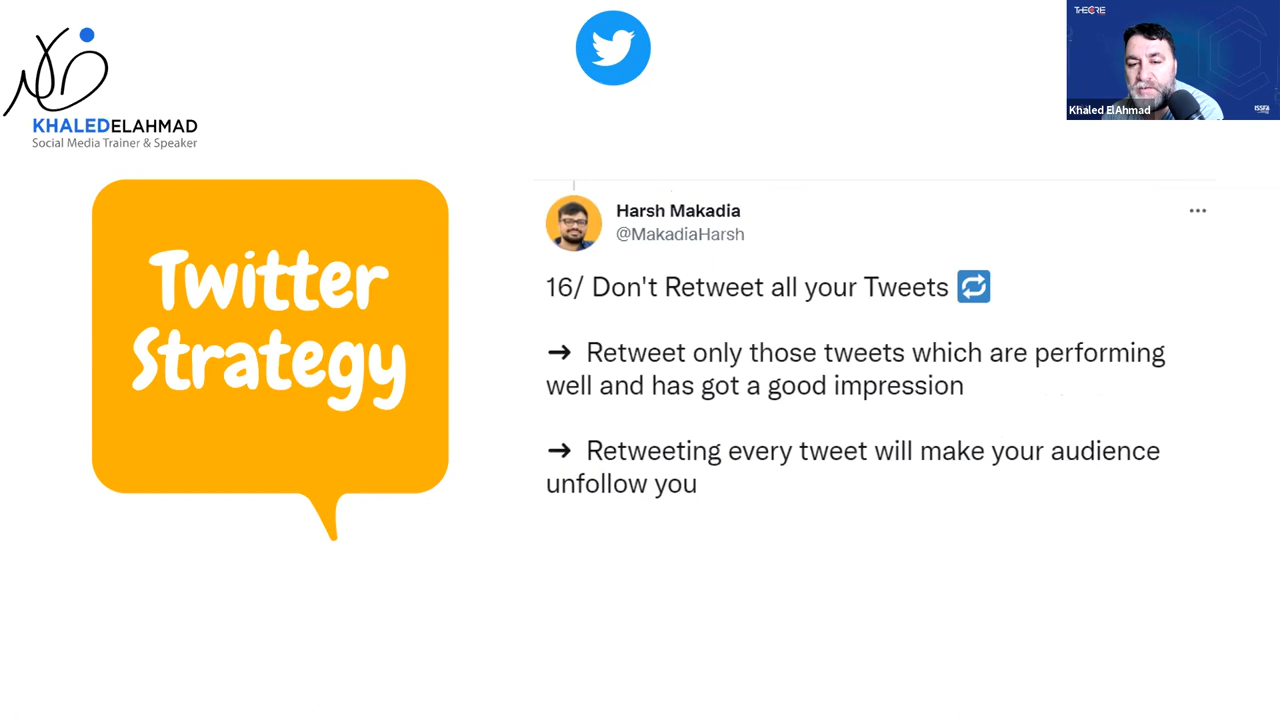 KHALEDELAHMAD
Social Media Trainer & Speaker
THECRE
Khaled ElAhmad
ISSFA
Twitter
Strategy
Harsh Makadia
@MakadiaHarsh
16/ Don't Retweet all your Tweets
➜ Retweet only those tweets which are performing
well and has got a good impression
➜ Retweeting every tweet will make your audience
unfollow you